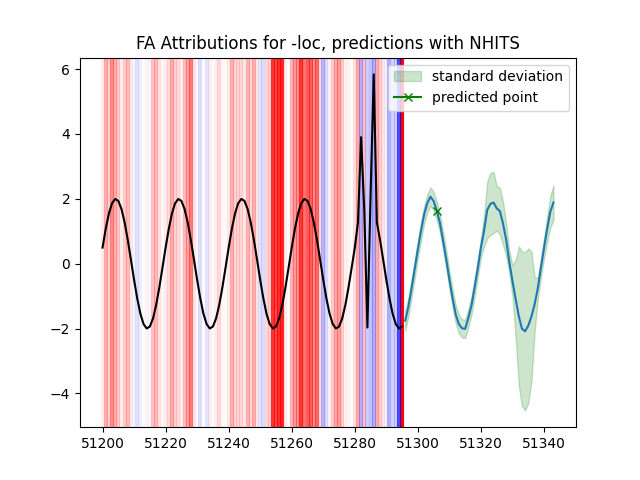 FA Attributions for -loc, predictions with NHITS
standard deviation
predicted point
6
4
2
0
−2
−4
51200 51220 51240 51260 51280 51300 51320 51340